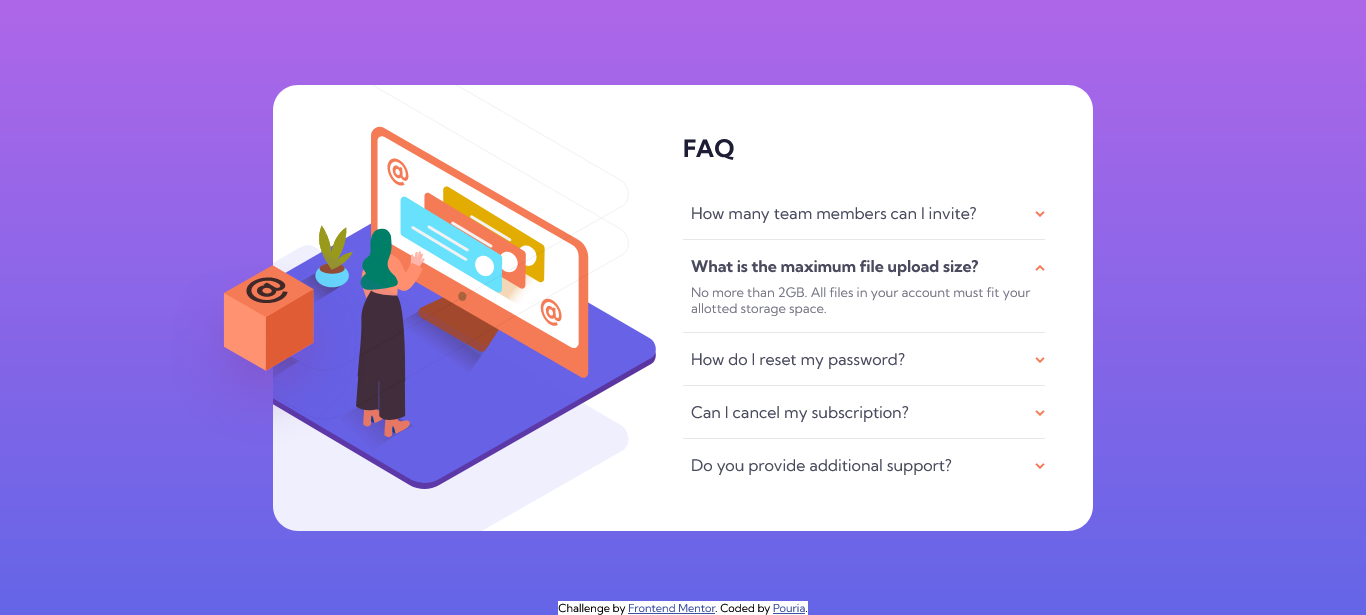 FAQ
How many team members can I invite?
What is the maximum file upload size?
No more than 2GB. All files in your account must fit your
allotted storage space.
How do I reset my password?
Can I cancel my subscription?
Do you provide additional support?
@
@
@
Challenge by Frontend Mentor. Coded by Pouria.